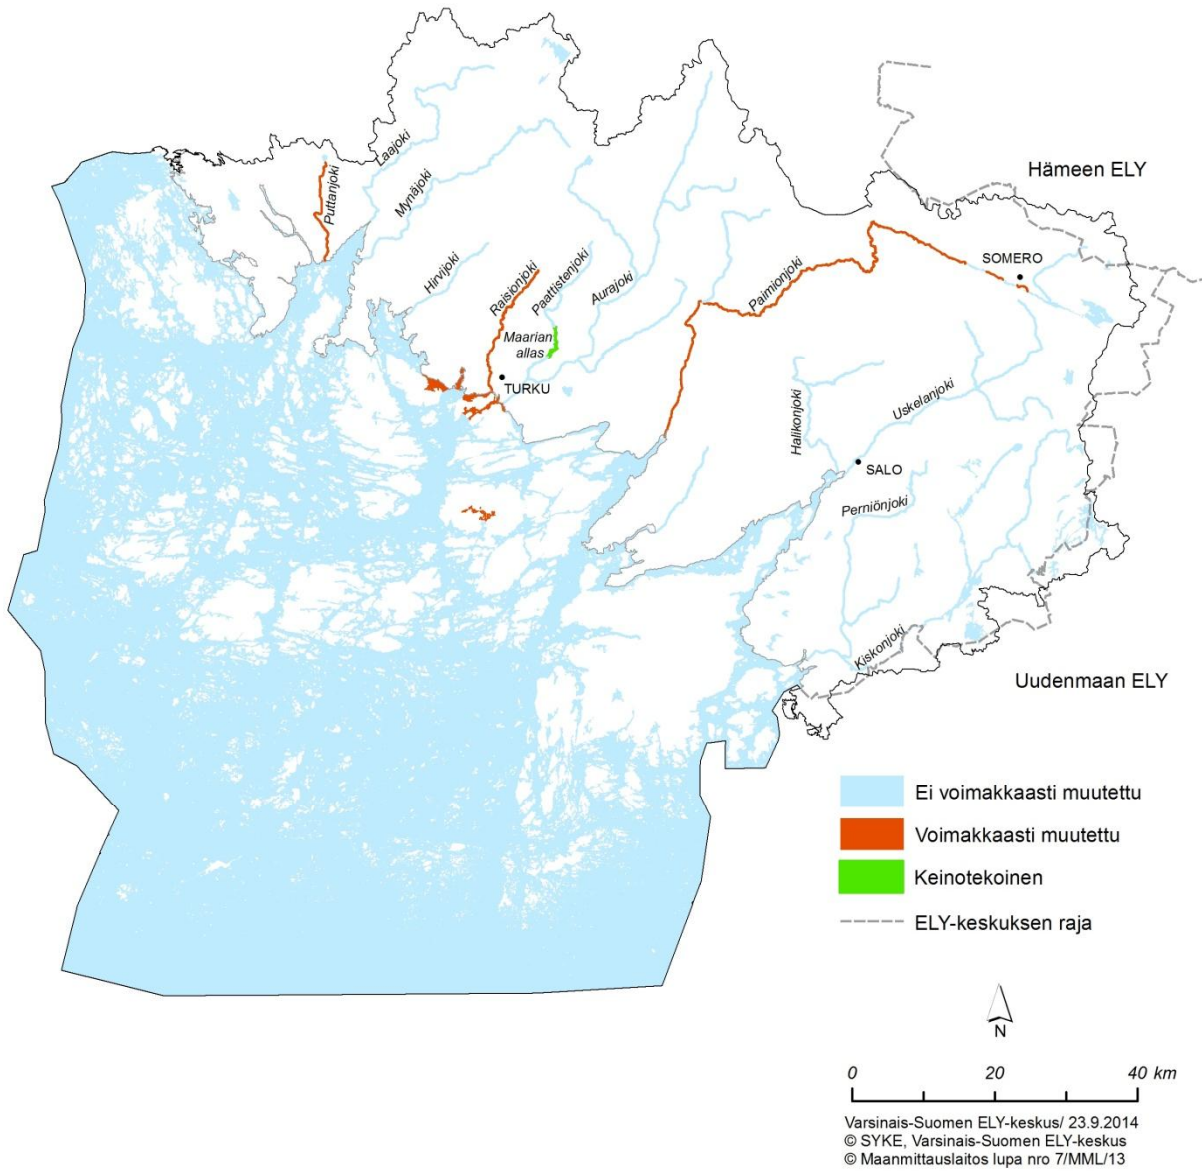 Hämeen ELY
Laajoki
Mynäjoki
Puttanjoki
SOMERO
Hirvijoki
Raisionjoki
Paattistenjoki
Aurajoki
Paimionjoki
Maarian
allas
TURKU
Halikonjoki
Uskelanjoki
SALO
Perniönjoki
Kiskonjoki
Uudenmaan ELY
Ei voimakkaasti muutettu
Voimakkaasti muutettu
Keinotekoinen
ELY-keskuksen raja
N
0 20 40 km
Varsinais-Suomen ELY-keskus/ 23.9.2014
© SYKE, Varsinais-Suomen ELY-keskus
© Maanmittauslaitos lupa nro 7/MML/13